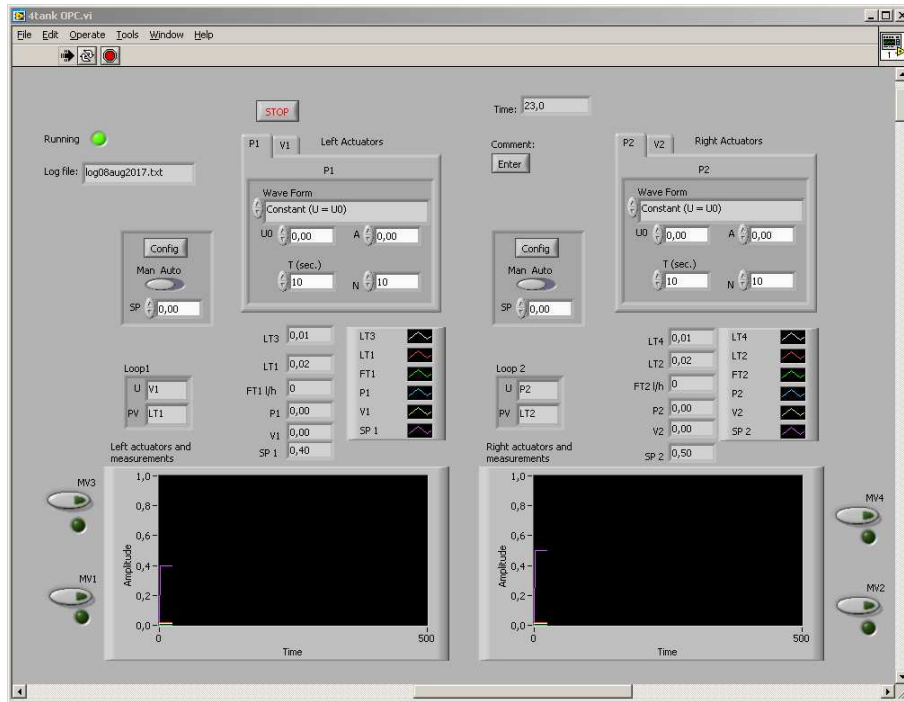 4tank OPC.vi
File Edit Operate Tools Window Help
1
STOP
Time: 23,0
Running
Log file: log08aug2017.txt
P1 V1 Left Actuators
P1
Wave Form
Constant (U = U0)
U0 0,00 A 0,00
T (sec.)
10 N 10
Comment:
Enter
P2 V2 Right Actuators
P2
Wave Form
Constant (U = U0)
U0 0,00 A 0,00
T (sec.)
10 N 10
Config
Man Auto
SP 0,00
Config
Man Auto
SP 0,00
LT3 0,01
LT1 0,02
FT1 l/h 0
P1 0,00
V1 0,00
SP 1 0,40
LT3
LT1
FT1
P1
V1
SP 1
LT4 0,01
LT2 0,02
FT2 l/h 0
P2 0,00
V2 0,00
SP 2 0,50
LT4
LT2
FT2
P2
V2
SP 2
Loop1
U V1
PV LT1
Loop 2
U P2
PV LT2
Left actuators and
measurements
1,0
0,8
0,6
0,4
0,2
0,0
Amplitude
0 500
Time
Right actuators and
measurements
1,0
0,8
0,6
0,4
0,2
0,0
Amplitude
0 500
Time
MV3
MV1
MV4
MV2